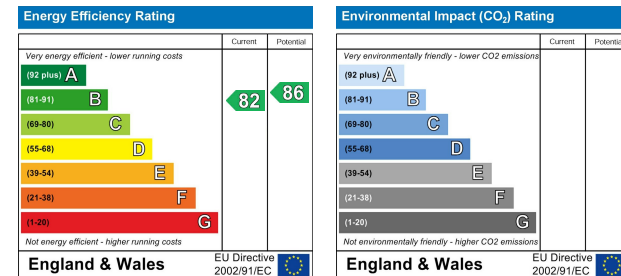 Energy Efficiency Rating
Current Potential
Very energy efficient - lower running costs
(92 plus) A
(81-91) B
82 86
(69-80) C
(55-68) D
(39-54) E
(21-38) F
(1-20) G
Not energy efficient - higher running costs
England & Wales
EU Directive
2002/91/EC
Environmental Impact (CO₂) Rating
Current Potentia
Very environmentally friendly - lower CO2 emissions
(92 plus) A
(81-91) B
(69-80) C
(55-68) D
(39-54) E
(21-38) F
(1-20) G
Not environmentally friendly - higher CO2 emissions
England & Wales
EU Directive
2002/91/EC